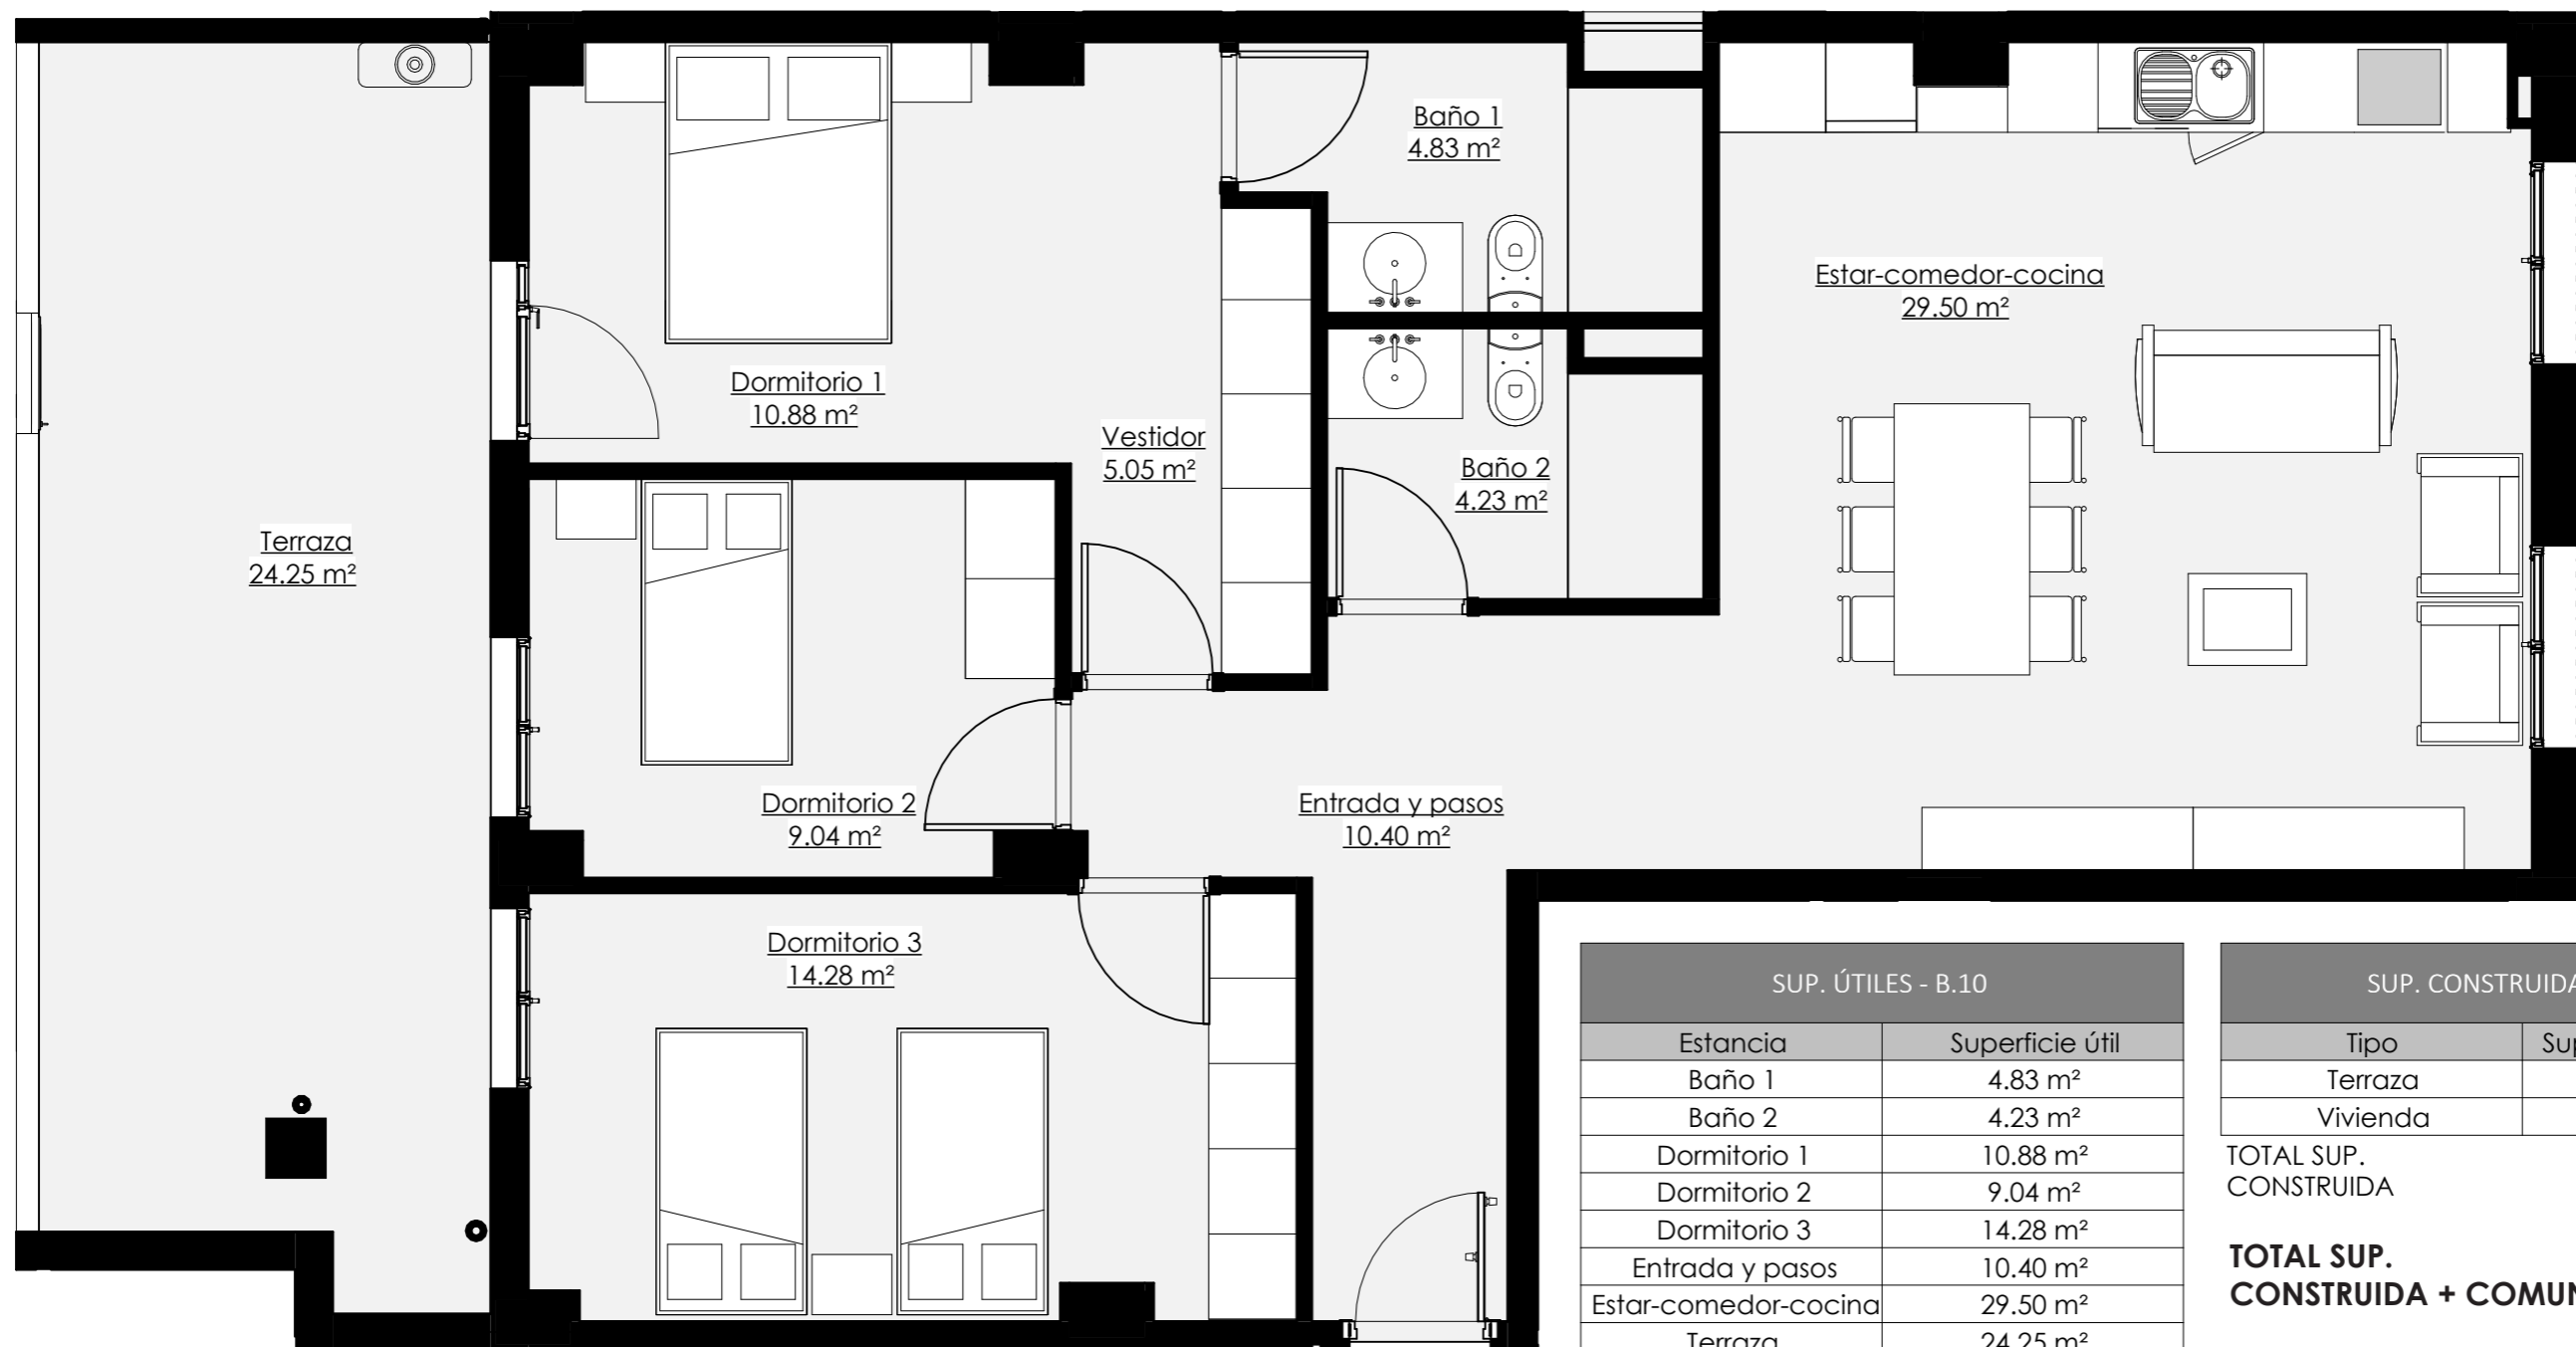 Baño 1
4.83 m²
Estar-comedor-cocina
29.50 m²
Dormitorio 1
10.88 m²
Vestidor
5.05 m²
Baño 2
4.23 m²
Terraza
24.25 m²
Dormitorio 2
9.04 m²
Entrada y pasos
10.40 m²
Dormitorio 3
14.28 m²
SUP. ÚTILES - B.10
Estancia Superficie útil
Baño 1 4.83 m²
Baño 2 4.23 m²
Dormitorio 1 10.88 m²
Dormitorio 2 9.04 m²
Dormitorio 3 14.28 m²
Entrada y pasos 10.40 m²
Estar-comedor-cocina 29.50 m²
Terraza 24.25 m²
SUP. CONSTRUIDA
Tipo Sup
Terraza
Vivienda
TOTAL SUP.
CONSTRUIDA
TOTAL SUP.
CONSTRUIDA + COMUN